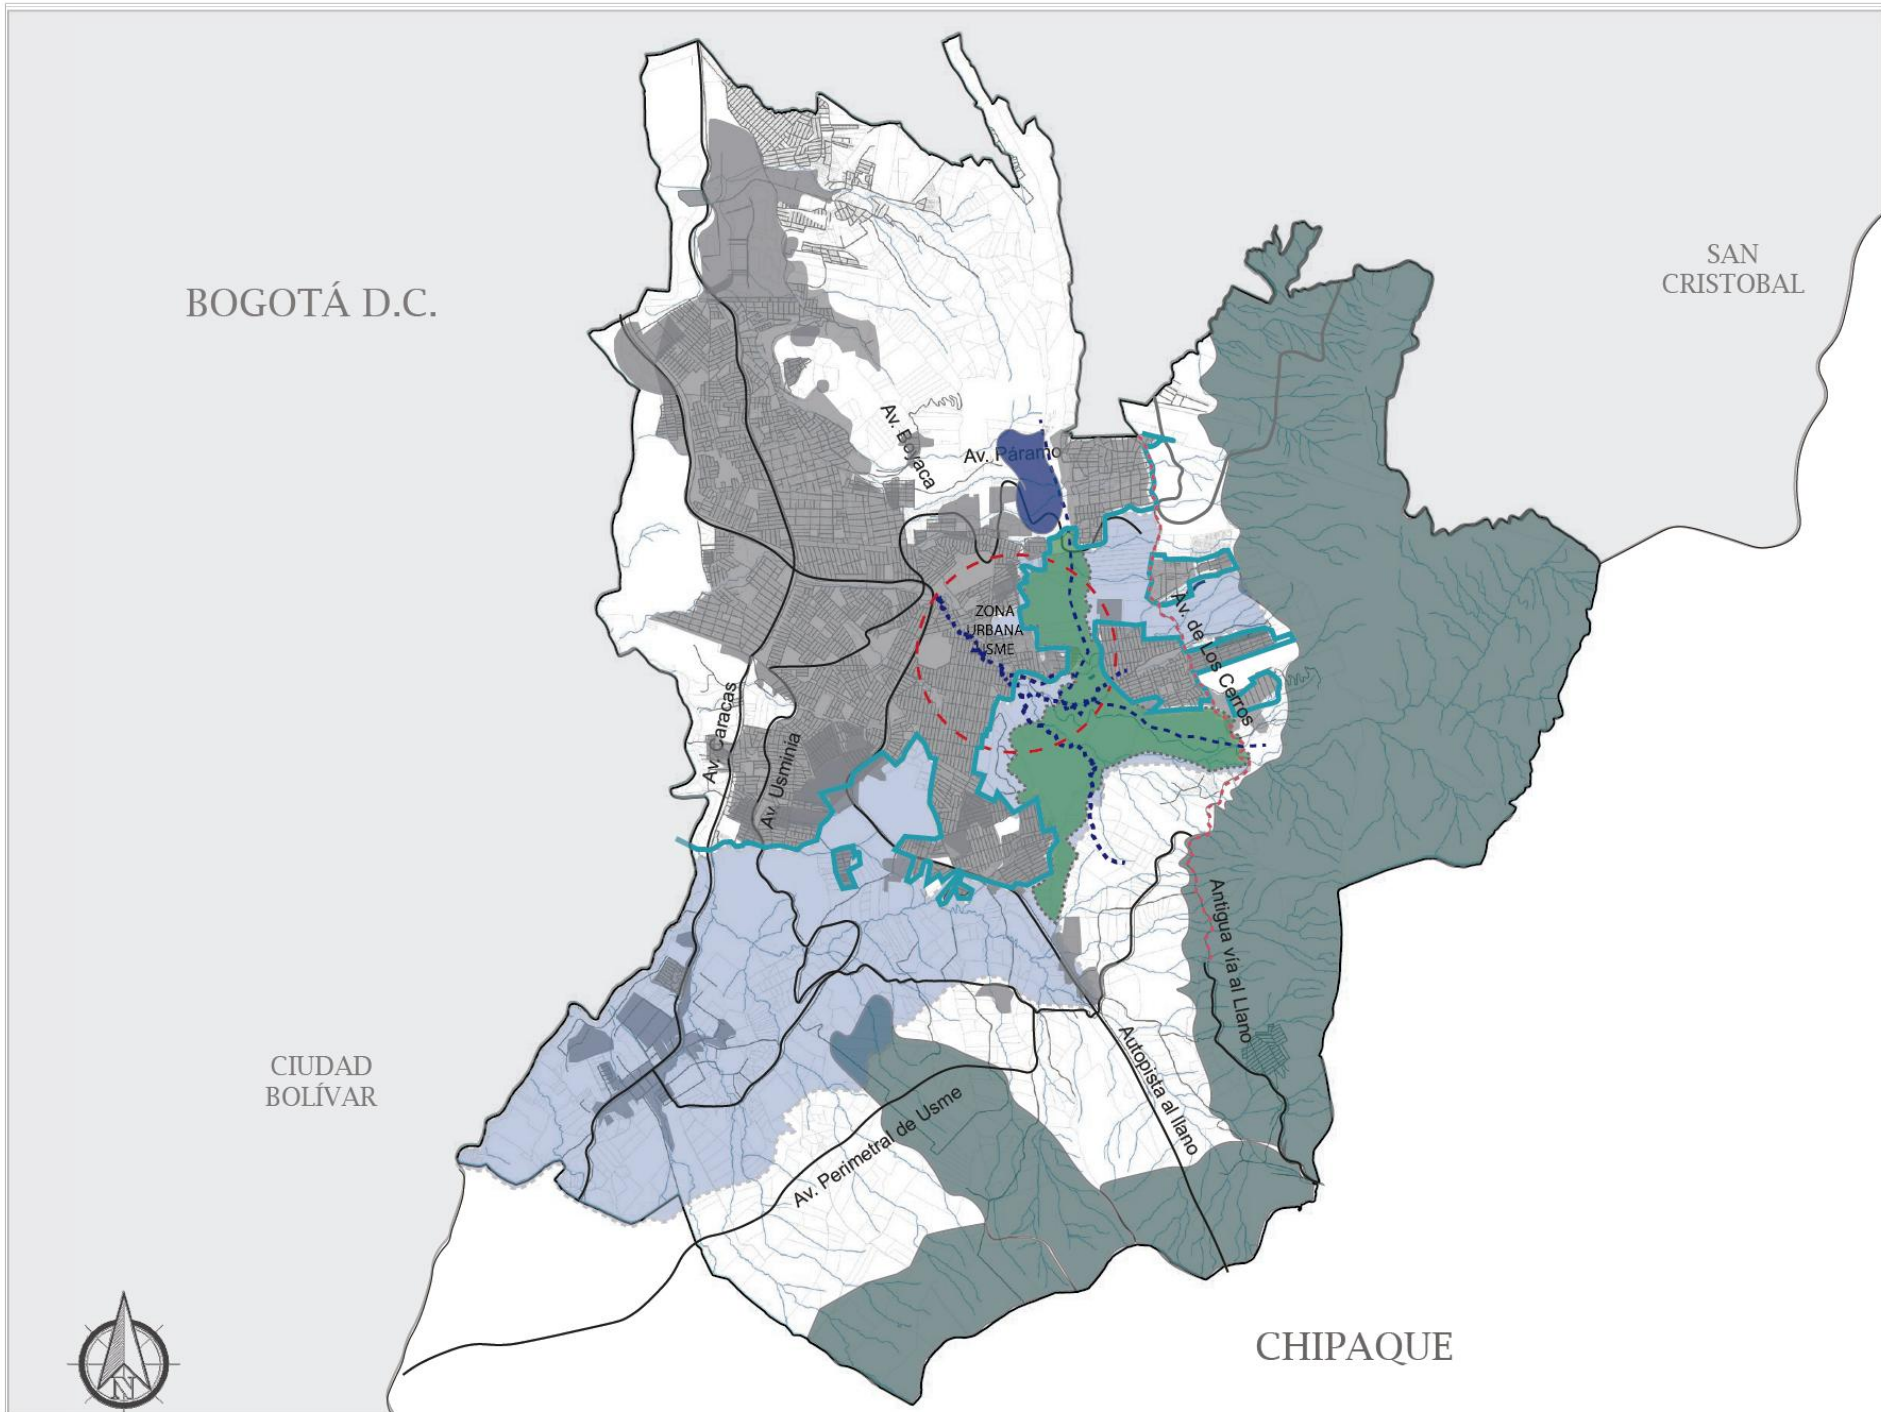 SAN
CRISTOBAL
BOGOTÁ D.C.
Av. Boyaca
Av. Páramo
ZONA
URBANA
USME
Av. de Los Cerros
Av. Caracas
Av. Usminia
Antigua vía al Llano
Autopista al llano
CIUDAD
BOLÍVAR
Av. Perimetral de Usme
CHIPAQUE
N